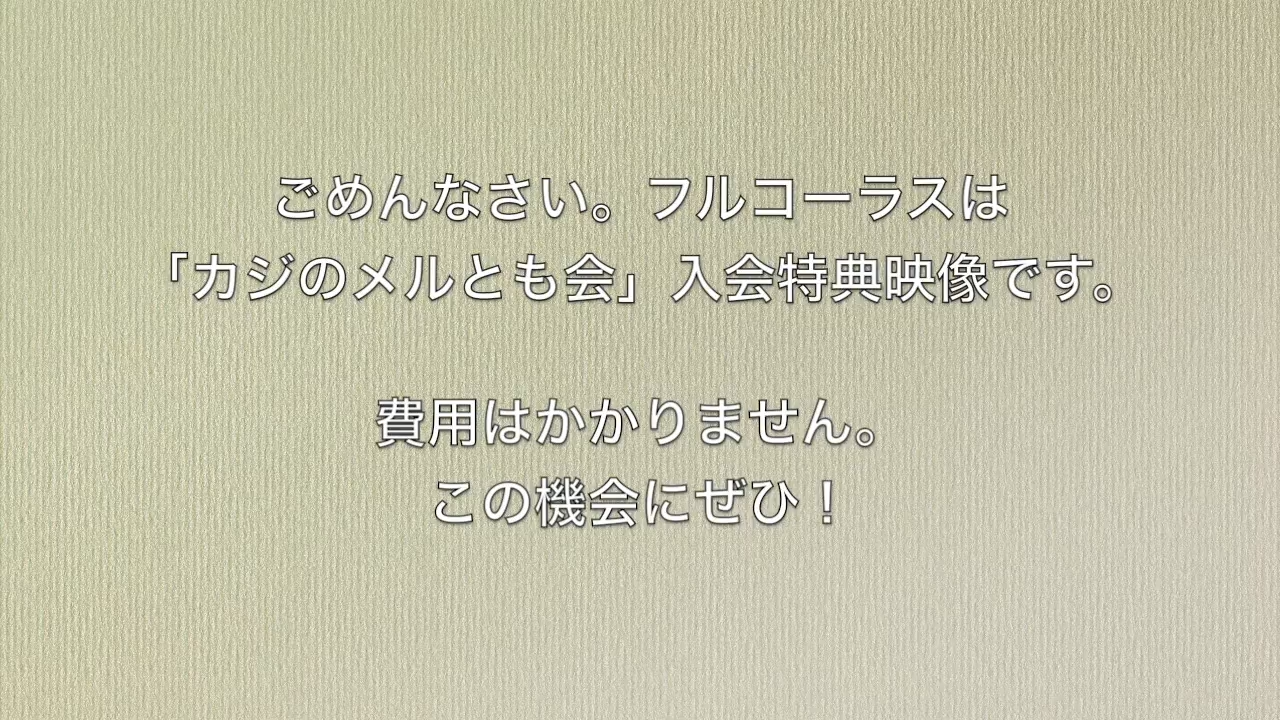 ごめんなさい。フルコーラスは
「カジのメルとも会」入会特典映像です。
費用はかかりません。
この機会にぜひ！